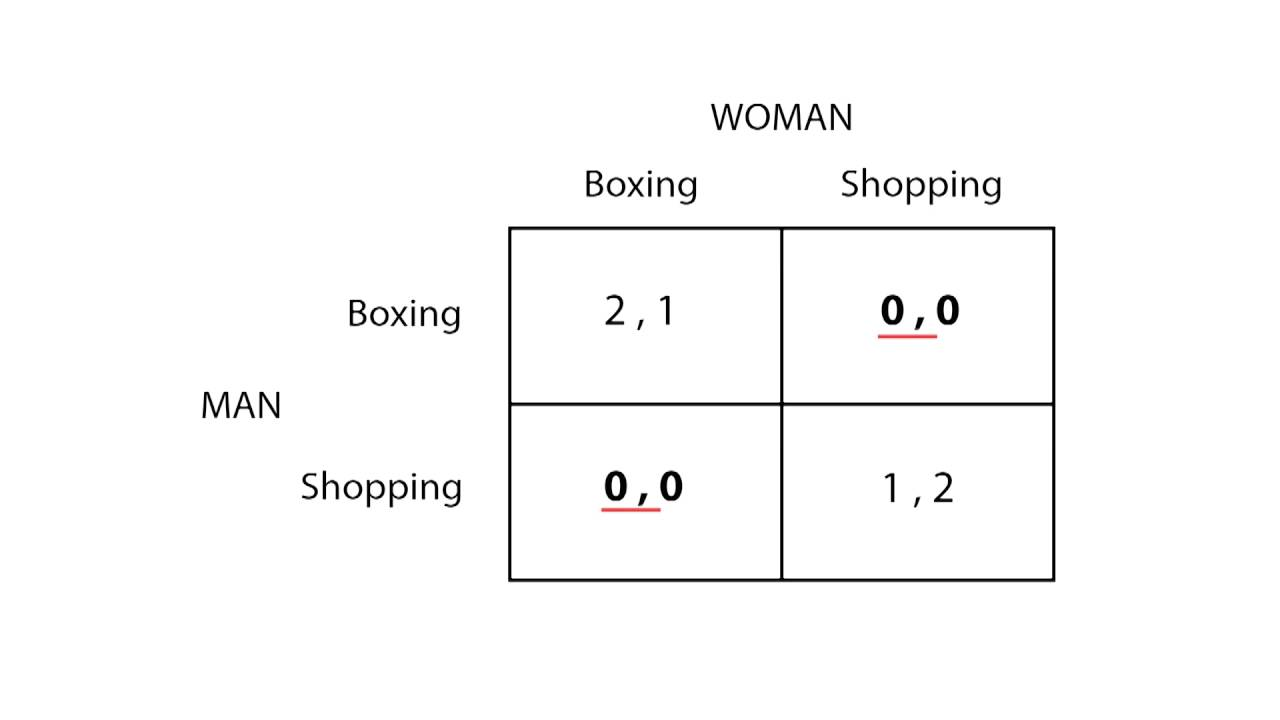 WOMAN
Boxing Shopping
Boxing 2 , 1 0 , 0
MAN
Shopping 0 , 0 1 , 2